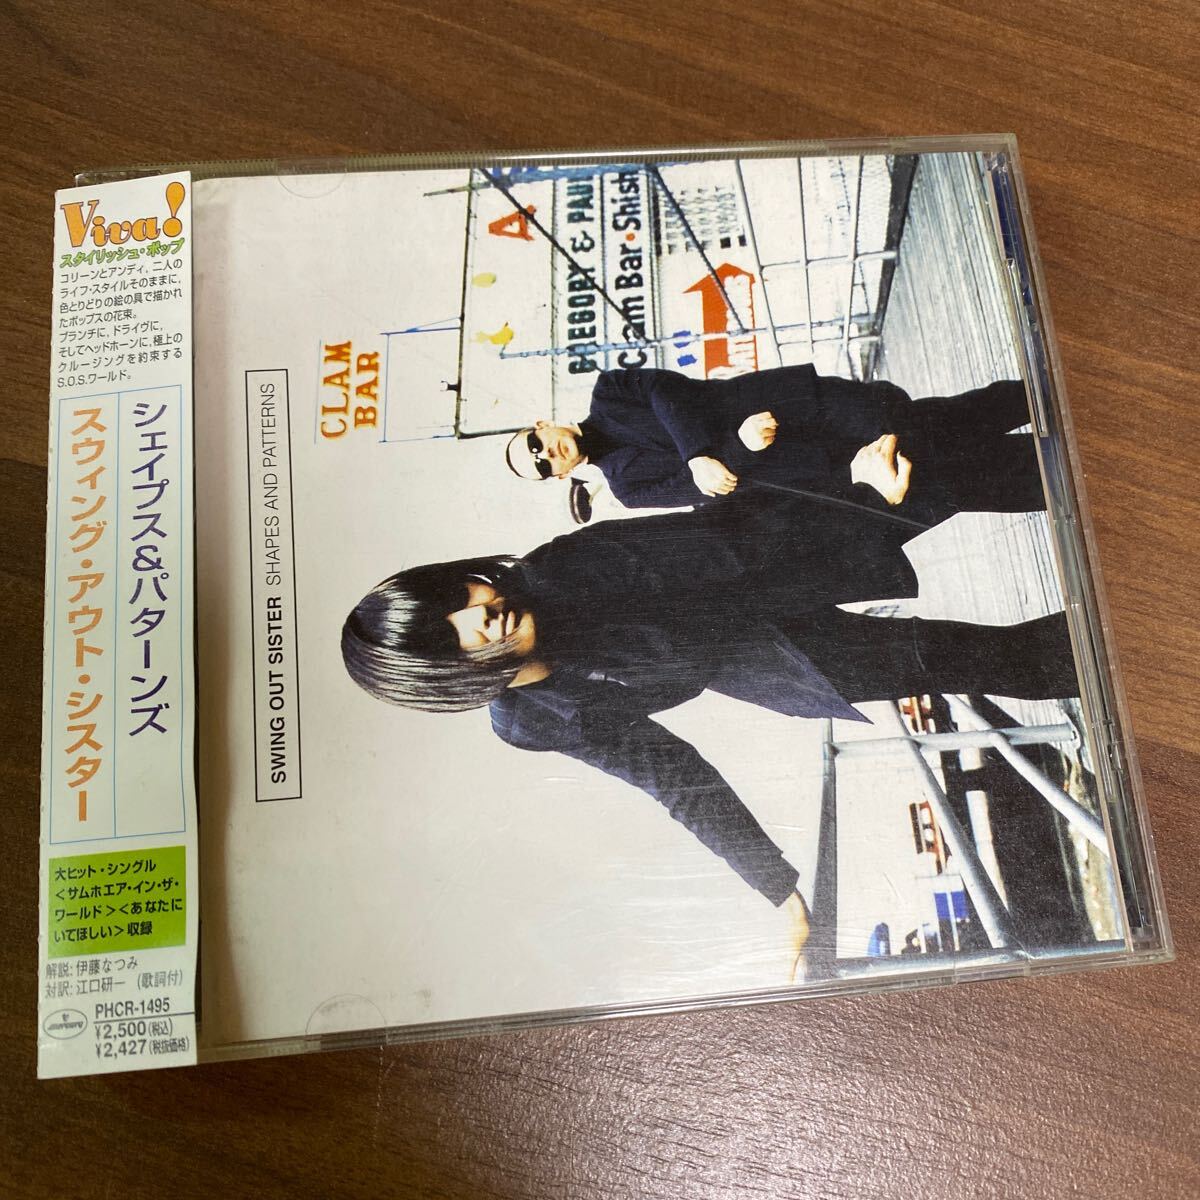 Viva!
スタイリッシュ・ポップ
コリーンとアンディ，二人の
ライフ・スタイルそのままに，
色とりどりの絵の具で描かれ
たポップスの花束。
ブランチに，ドライヴに，
そしてヘッドホーンに，極上の
クルージングを約束する
S.O.S.ワールド。
シェイプス&パターンズ
スウィング・アウト・シスター
大ヒット・シングル
<サムホエア・イン・ザ・
ワールド><あなたに
いてほしい>収録
解説: 伊藤なつみ
対訳: 江口研一 (歌詞付)
PHCR-1495
¥2,500(税込)
¥2,427(税抜価格)
SWING OUT SISTER SHAPES AND PATTERNS
CLAM
BAR
A
GREGORY & PAU
Clam Bar·Shish